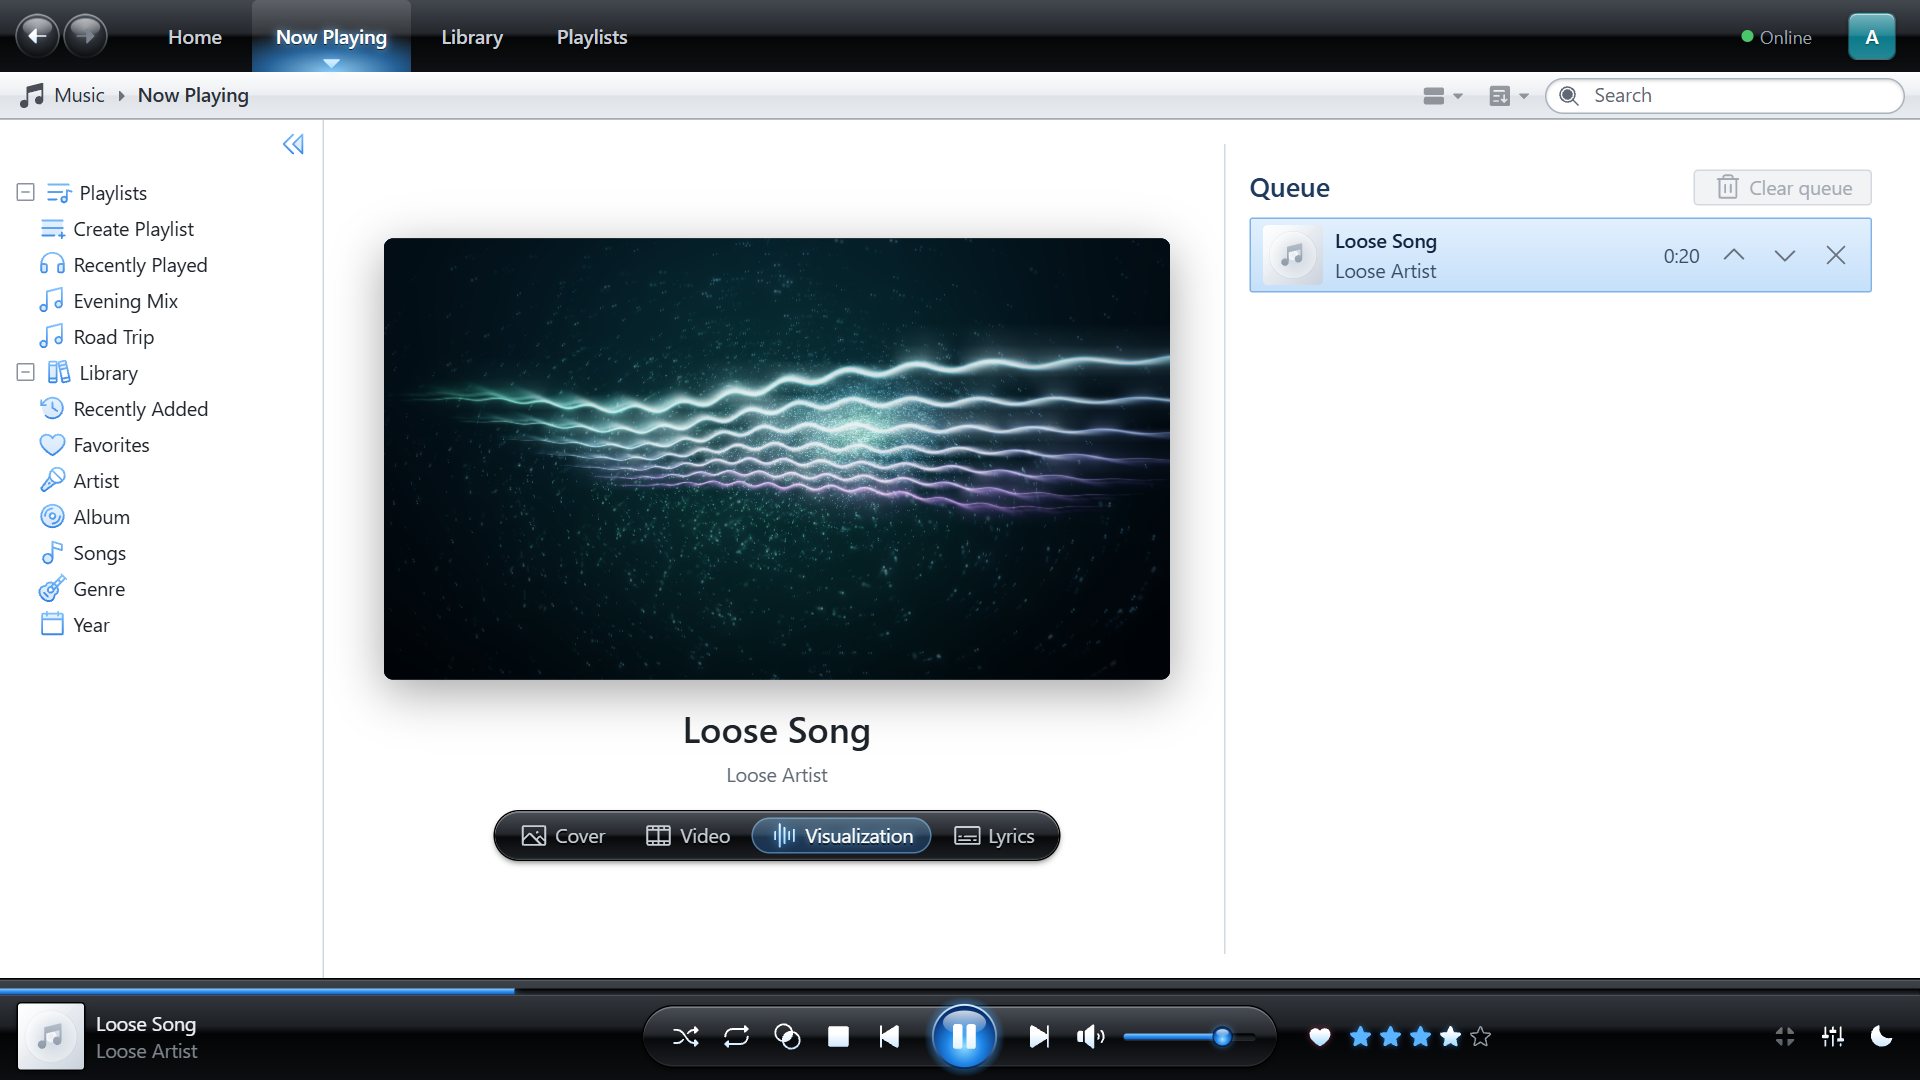 Home
Now Playing
Library
Playlists
Online
A
Music
Now Playing
Search
Playlists
Create Playlist
Recently Played
Evening Mix
Road Trip
Library
Recently Added
Favorites
Artist
Album
Songs
Genre
Year
Loose Song
Loose Artist
Cover
Video
Visualization
Lyrics
Queue
Clear queue
Loose Song
Loose Artist
0:20
Loose Song
Loose Artist